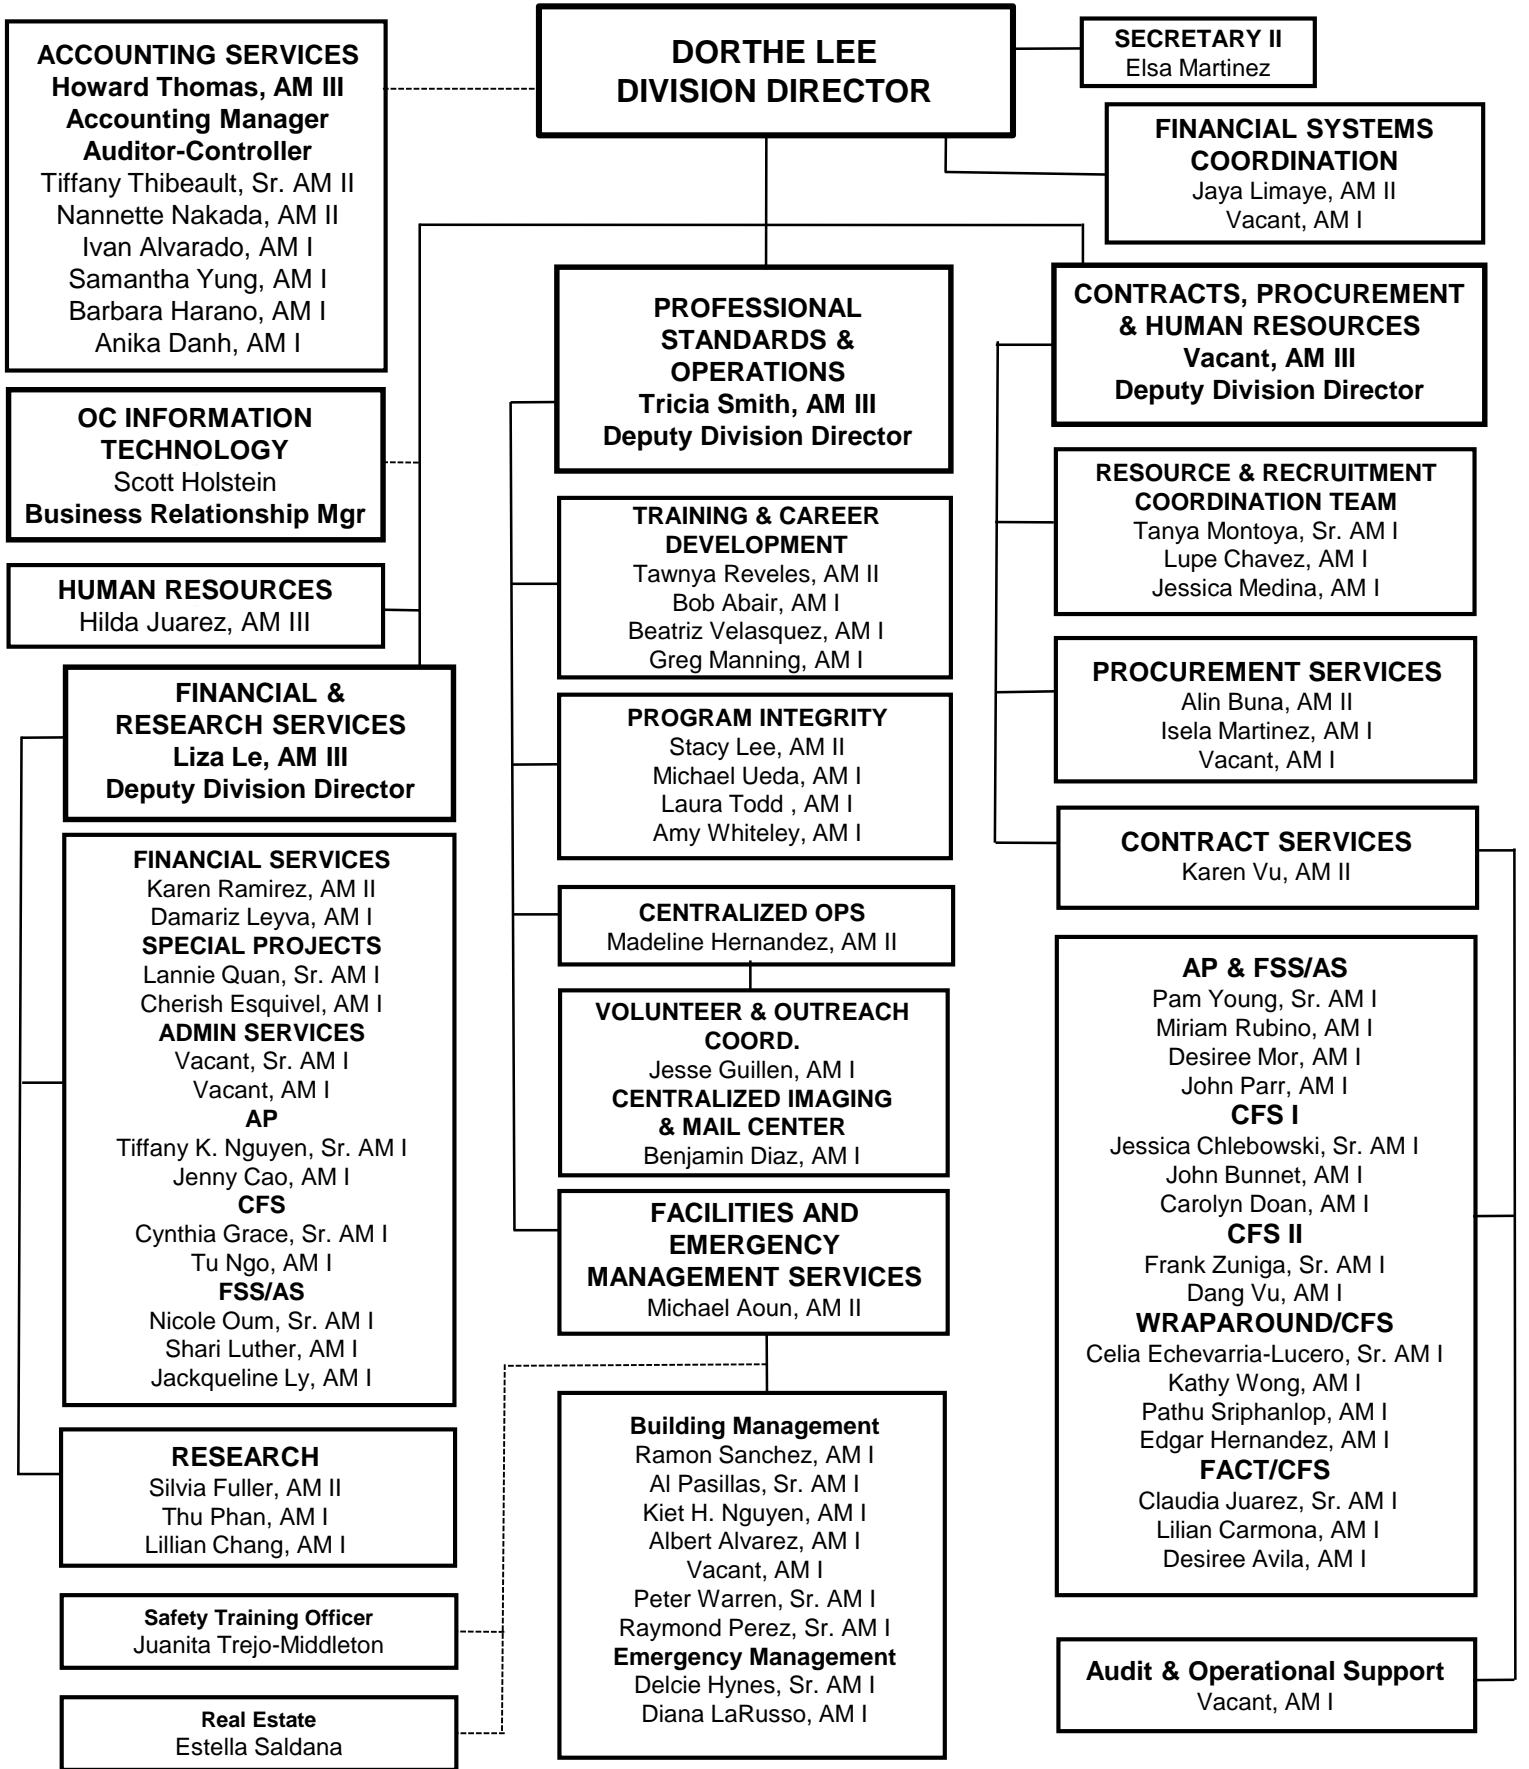 DORTHE LEE
DIVISION DIRECTOR
SECRETARY II
Elsa Martinez
ACCOUNTING SERVICES
Howard Thomas, AM III
Accounting Manager
Auditor-Controller
Tiffany Thibeault, Sr. AM II
Nannette Nakada, AM II
Ivan Alvarado, AM I
Samantha Yung, AM I
Barbara Harano, AM I
Anika Danh, AM I
FINANCIAL SYSTEMS
COORDINATION
Jaya Limaye, AM II
Vacant, AM I
OC INFORMATION
TECHNOLOGY
Scott Holstein
Business Relationship Mgr
HUMAN RESOURCES
Hilda Juarez, AM III
FINANCIAL &
RESEARCH SERVICES
Liza Le, AM III
Deputy Division Director
FINANCIAL SERVICES
Karen Ramirez, AM II
Damariz Leyva, AM I
SPECIAL PROJECTS
Lannie Quan, Sr. AM I
Cherish Esquivel, AM I
ADMIN SERVICES
Vacant, Sr. AM I
Vacant, AM I
AP
Tiffany K. Nguyen, Sr. AM I
Jenny Cao, AM I
CFS
Cynthia Grace, Sr. AM I
Tu Ngo, AM I
FSS/AS
Nicole Oum, Sr. AM I
Shari Luther, AM I
Jackqueline Ly, AM I
RESEARCH
Silvia Fuller, AM II
Thu Phan, AM I
Lillian Chang, AM I
Safety Training Officer
Juanita Trejo-Middleton
Real Estate
Estella Saldana
PROFESSIONAL
STANDARDS &
OPERATIONS
Tricia Smith, AM III
Deputy Division Director
TRAINING & CAREER
DEVELOPMENT
Tawnya Reveles, AM II
Bob Abair, AM I
Beatriz Velasquez, AM I
Greg Manning, AM I
PROGRAM INTEGRITY
Stacy Lee, AM II
Michael Ueda, AM I
Laura Todd , AM I
Amy Whiteley, AM I
CENTRALIZED OPS
Madeline Hernandez, AM II
VOLUNTEER & OUTREACH
COORD.
Jesse Guillen, AM I
CENTRALIZED IMAGING
& MAIL CENTER
Benjamin Diaz, AM I
FACILITIES AND
EMERGENCY
MANAGEMENT SERVICES
Michael Aoun, AM II
Building Management
Ramon Sanchez, AM I
Al Pasillas, Sr. AM I
Kiet H. Nguyen, AM I
Albert Alvarez, AM I
Vacant, AM I
Peter Warren, Sr. AM I
Raymond Perez, Sr. AM I
Emergency Management
Delcie Hynes, Sr. AM I
Diana LaRusso, AM I
CONTRACTS, PROCUREMENT
& HUMAN RESOURCES
Vacant, AM III
Deputy Division Director
RESOURCE & RECRUITMENT
COORDINATION TEAM
Tanya Montoya, Sr. AM I
Lupe Chavez, AM I
Jessica Medina, AM I
PROCUREMENT SERVICES
Alin Buna, AM II
Isela Martinez, AM I
Vacant, AM I
CONTRACT SERVICES
Karen Vu, AM II
AP & FSS/AS
Pam Young, Sr. AM I
Miriam Rubino, AM I
Desiree Mor, AM I
John Parr, AM I
CFS I
Jessica Chlebowski, Sr. AM I
John Bunnet, AM I
Carolyn Doan, AM I
CFS II
Frank Zuniga, Sr. AM I
Dang Vu, AM I
WRAPAROUND/CFS
Celia Echevarria-Lucero, Sr. AM I
Kathy Wong, AM I
Pathu Sriphanlop, AM I
Edgar Hernandez, AM I
FACT/CFS
Claudia Juarez, Sr. AM I
Lilian Carmona, AM I
Desiree Avila, AM I
Audit & Operational Support
Vacant, AM I